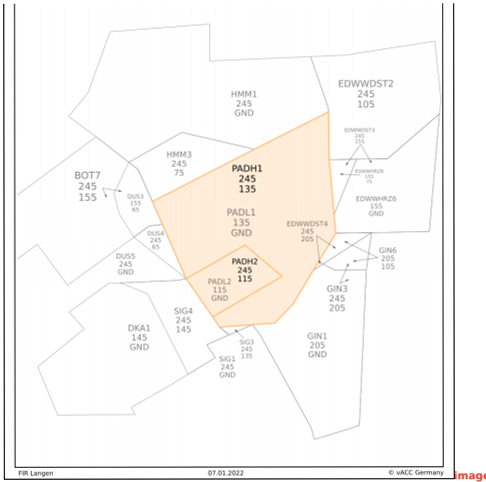 HMM1
245
GND
EDWWDST2
245
105
EDWWDST3
245
155
HMM3
245
75
PADH1
245
135
EDWWHRZ6
155
75
BOT7
245
155
DUS3
155
65
EDWWHRZ6
155
GND
PADL1
135
GND
EDWWDST4
245
205
DUS4
245
65
DUS5
245
GND
PADH2
245
115
GIN6
205
105
PADL2
115
GND
GIN3
245
205
SIG4
245
145
DKA1
145
GND
SIG3
245
135
GIN1
205
GND
SIG1
245
GND
FIR Langen
07.01.2022
© vACC Germany
image